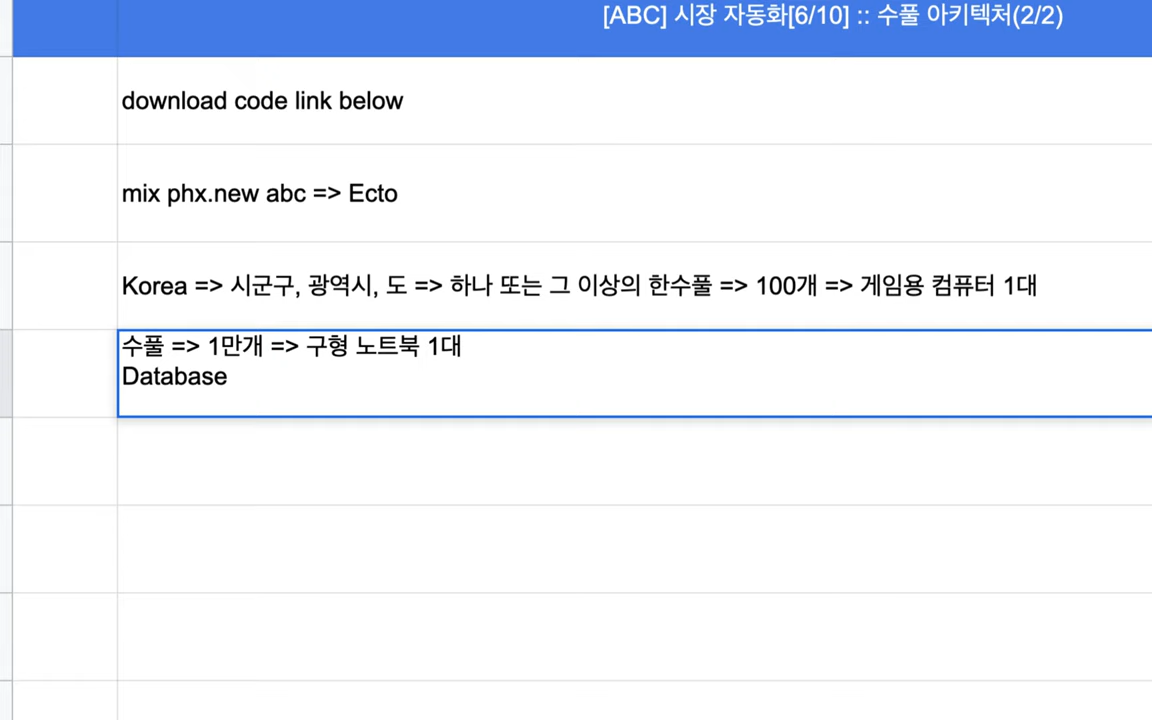 [ABC] 시장 자동화[6/10] :: 수풀 아키텍처(2/2)
download code link below
mix phx.new abc => Ecto
Korea => 시군구, 광역시, 도 => 하나 또는 그 이상의 한수풀 => 100개 => 게임용 컴퓨터 1대
수풀 => 1만개 => 구형 노트북 1대
Database